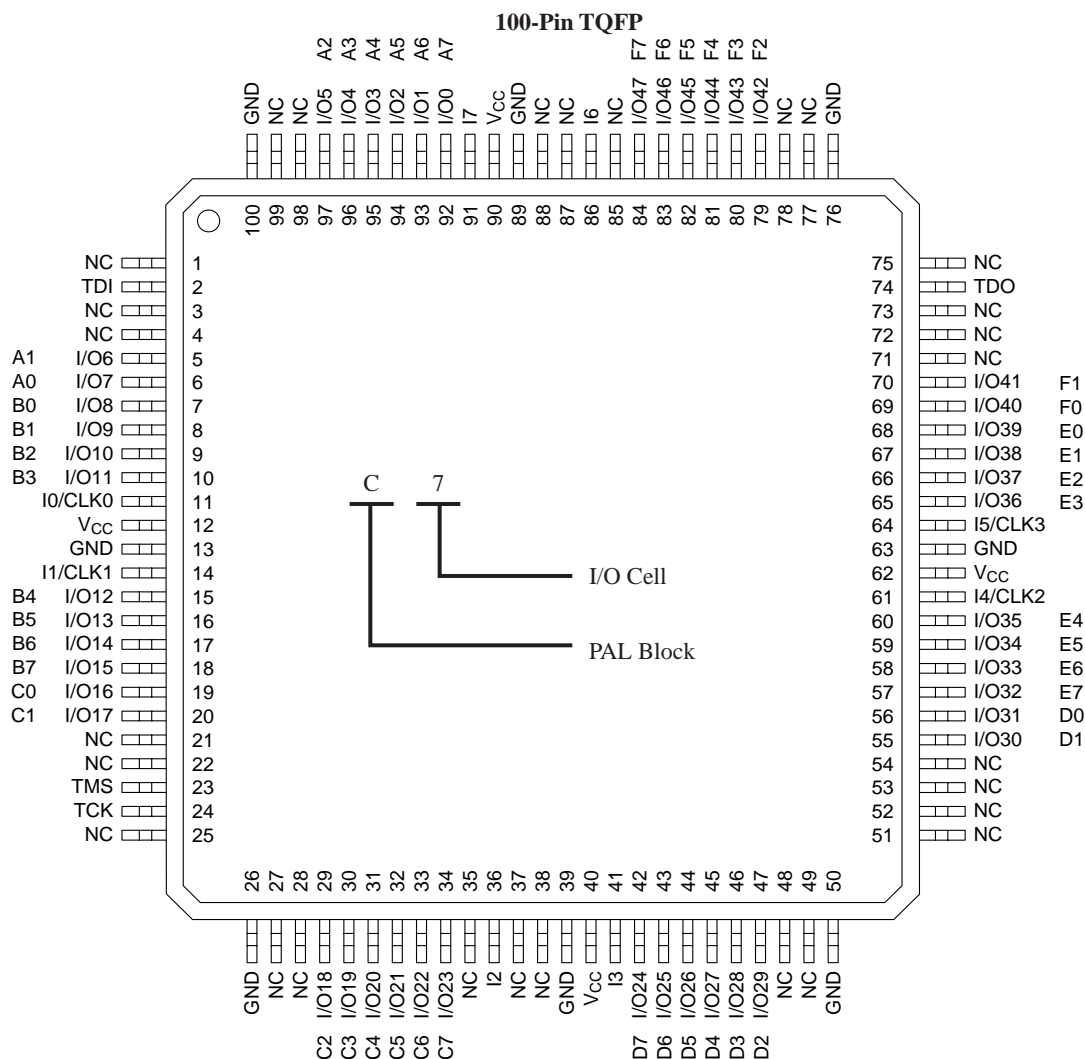 100-Pin TQFP
A2 A3 A4 A5 A6 A7 F7 F6 F5 F4 F3 F2
GND NC NC I/O5 I/O4 I/O3 I/O2 I/O1 I/O0 I7 VCC GND NC NC I6 NC I/O47 I/O46 I/O45 I/O44 I/O43 I/O42 NC NC GND
100 99 98 97 96 95 94 93 92 91 90 89 88 87 86 85 84 83 82 81 80 79 78 77 76
NC 1 75 NC
TDI 2 74 TDO
NC 3 73 NC
NC 4 72 NC
A1 I/O6 5 71 NC
A0 I/O7 6 70 I/O41 F1
B0 I/O8 7 69 I/O40 F0
B1 I/O9 8 68 I/O39 E0
B2 I/O10 9 67 I/O38 E1
B3 I/O11 10 C 7 66 I/O37 E2
I0/CLK0 11 65 I/O36 E3
VCC 12 64 I5/CLK3
GND 13 63 GND
I1/CLK1 14 I/O Cell 62 VCC
B4 I/O12 15 61 I4/CLK2
B5 I/O13 16 60 I/O35 E4
B6 I/O14 17 PAL Block 59 I/O34 E5
B7 I/O15 18 58 I/O33 E6
C0 I/O16 19 57 I/O32 E7
C1 I/O17 20 56 I/O31 D0
NC 21 55 I/O30 D1
NC 22 54 NC
TMS 23 53 NC
TCK 24 52 NC
NC 25 51 NC
26 27 28 29 30 31 32 33 34 35 36 37 38 39 40 41 42 43 44 45 46 47 48 49 50
GND NC NC I/O18 I/O19 I/O20 I/O21 I/O22 I/O23 NC I2 NC NC GND VCC I3 I/O24 I/O25 I/O26 I/O27 I/O28 I/O29 NC NC GND
C2 C3 C4 C5 C6 C7 D7 D6 D5 D4 D3 D2